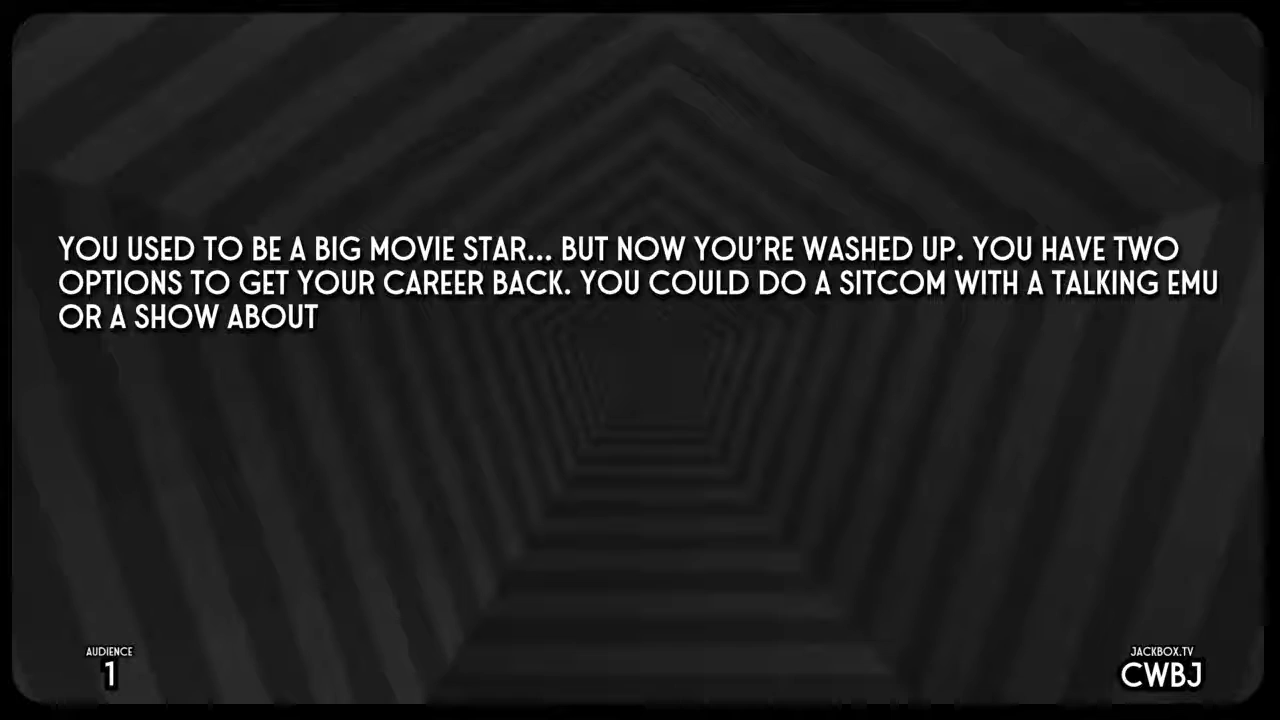 YOU USED TO BE A BIG MOVIE STAR... BUT NOW YOU'RE WASHED UP. YOU HAVE TWO
OPTIONS TO GET YOUR CAREER BACK. YOU COULD DO A SITCOM WITH A TALKING EMU
OR A SHOW ABOUT
AUDIENCE
1
JACKBOX.TV
CWBJ